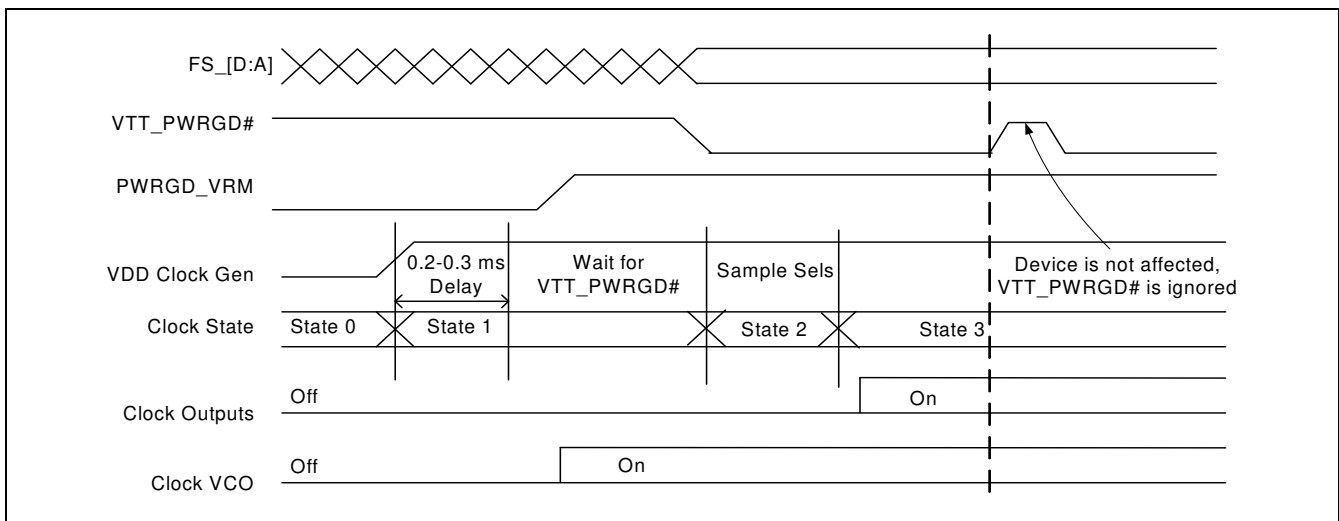 FS_[D:A]
VTT_PWRGD#
PWRGD_VRM
VDD Clock Gen
0.2-0.3 ms
Delay
Wait for
VTT_PWRGD#
Sample Sels
Device is not affected,
VTT_PWRGD# is ignored
Clock State
State 0
State 1
State 2
State 3
Clock Outputs
Off
On
Clock VCO
Off
On